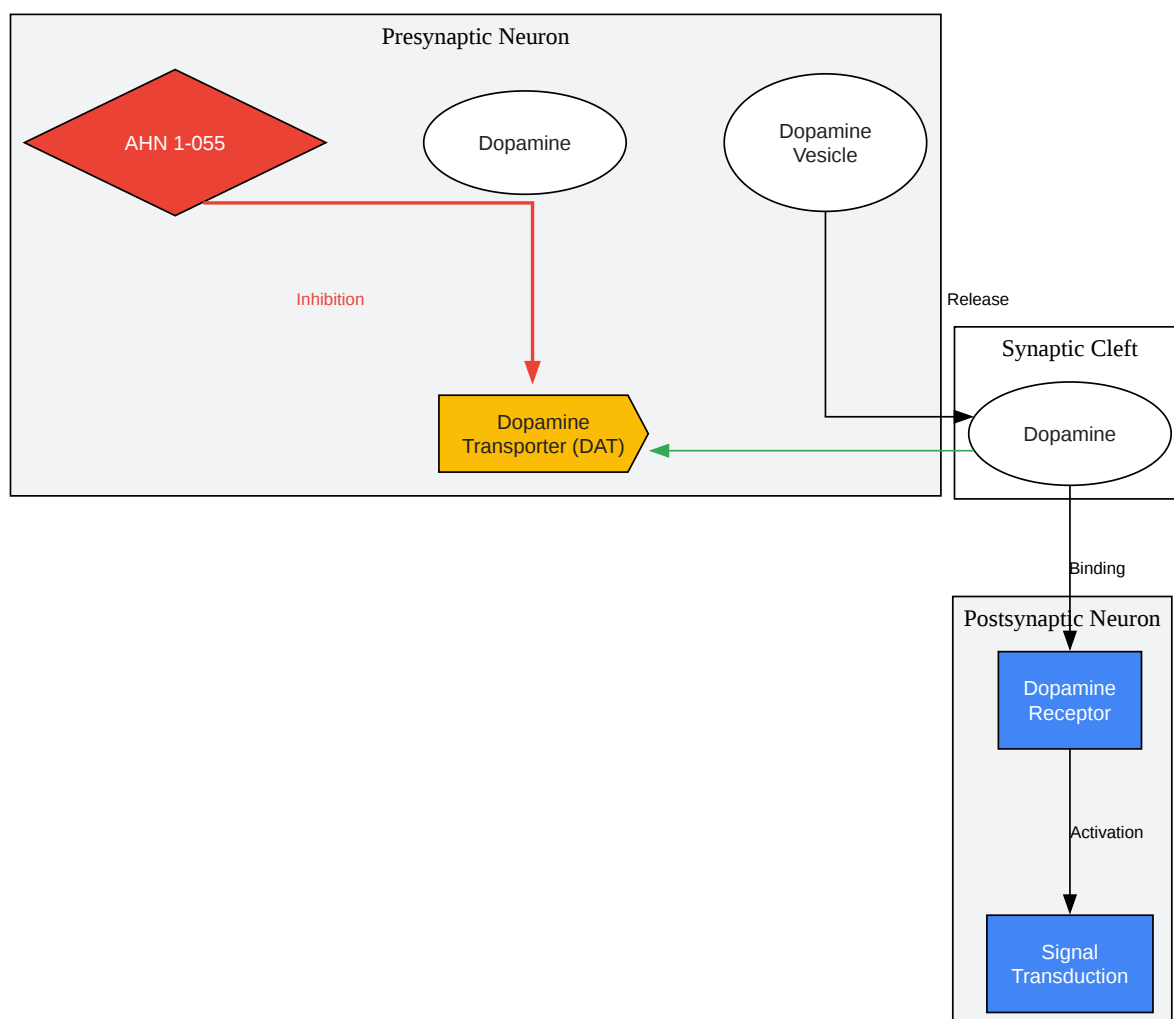 Presynaptic Neuron
AHN 1-055
Dopamine
Dopamine
Vesicle
Inhibition
Release
Synaptic Cleft
Dopamine
Transporter (DAT)
Dopamine
Binding
Postsynaptic Neuron
Dopamine
Receptor
Activation
Signal
Transduction